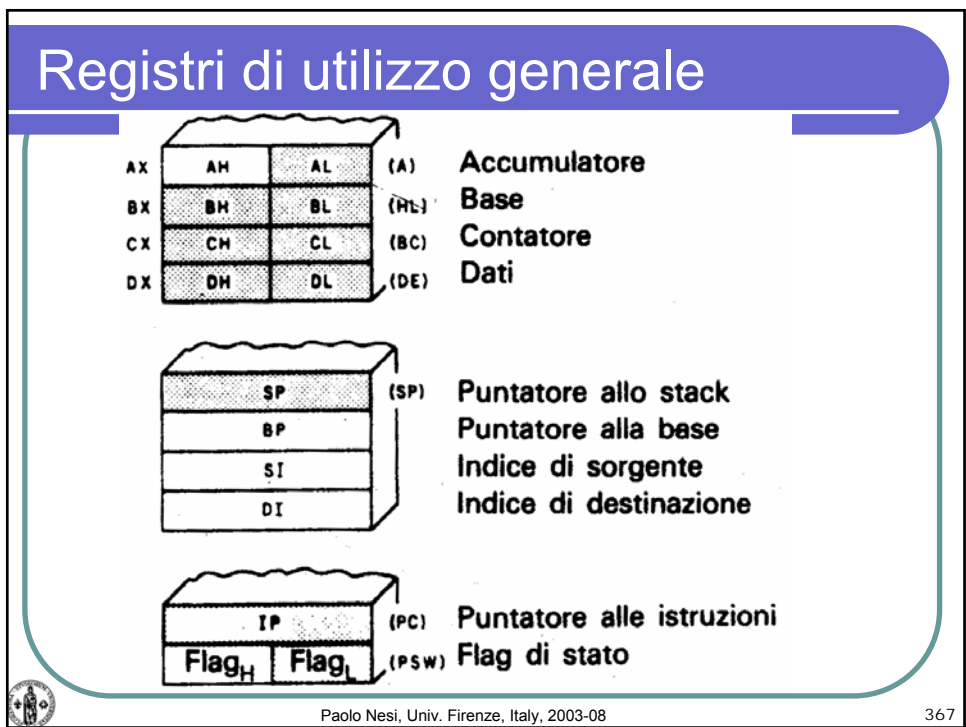 Registri di utilizzo generale
AX AH AL (A) Accumulatore
BX BH BL (HL) Base
CX CH CL (BC) Contatore
DX DH DL (DE) Dati
SP (SP) Puntatore allo stack
BP Puntatore alla base
SI Indice di sorgente
DI Indice di destinazione
IP (PC) Puntatore alle istruzioni
FlagH FlagL (PSW) Flag di stato
Paolo Nesi, Univ. Firenze, Italy, 2003-08 367